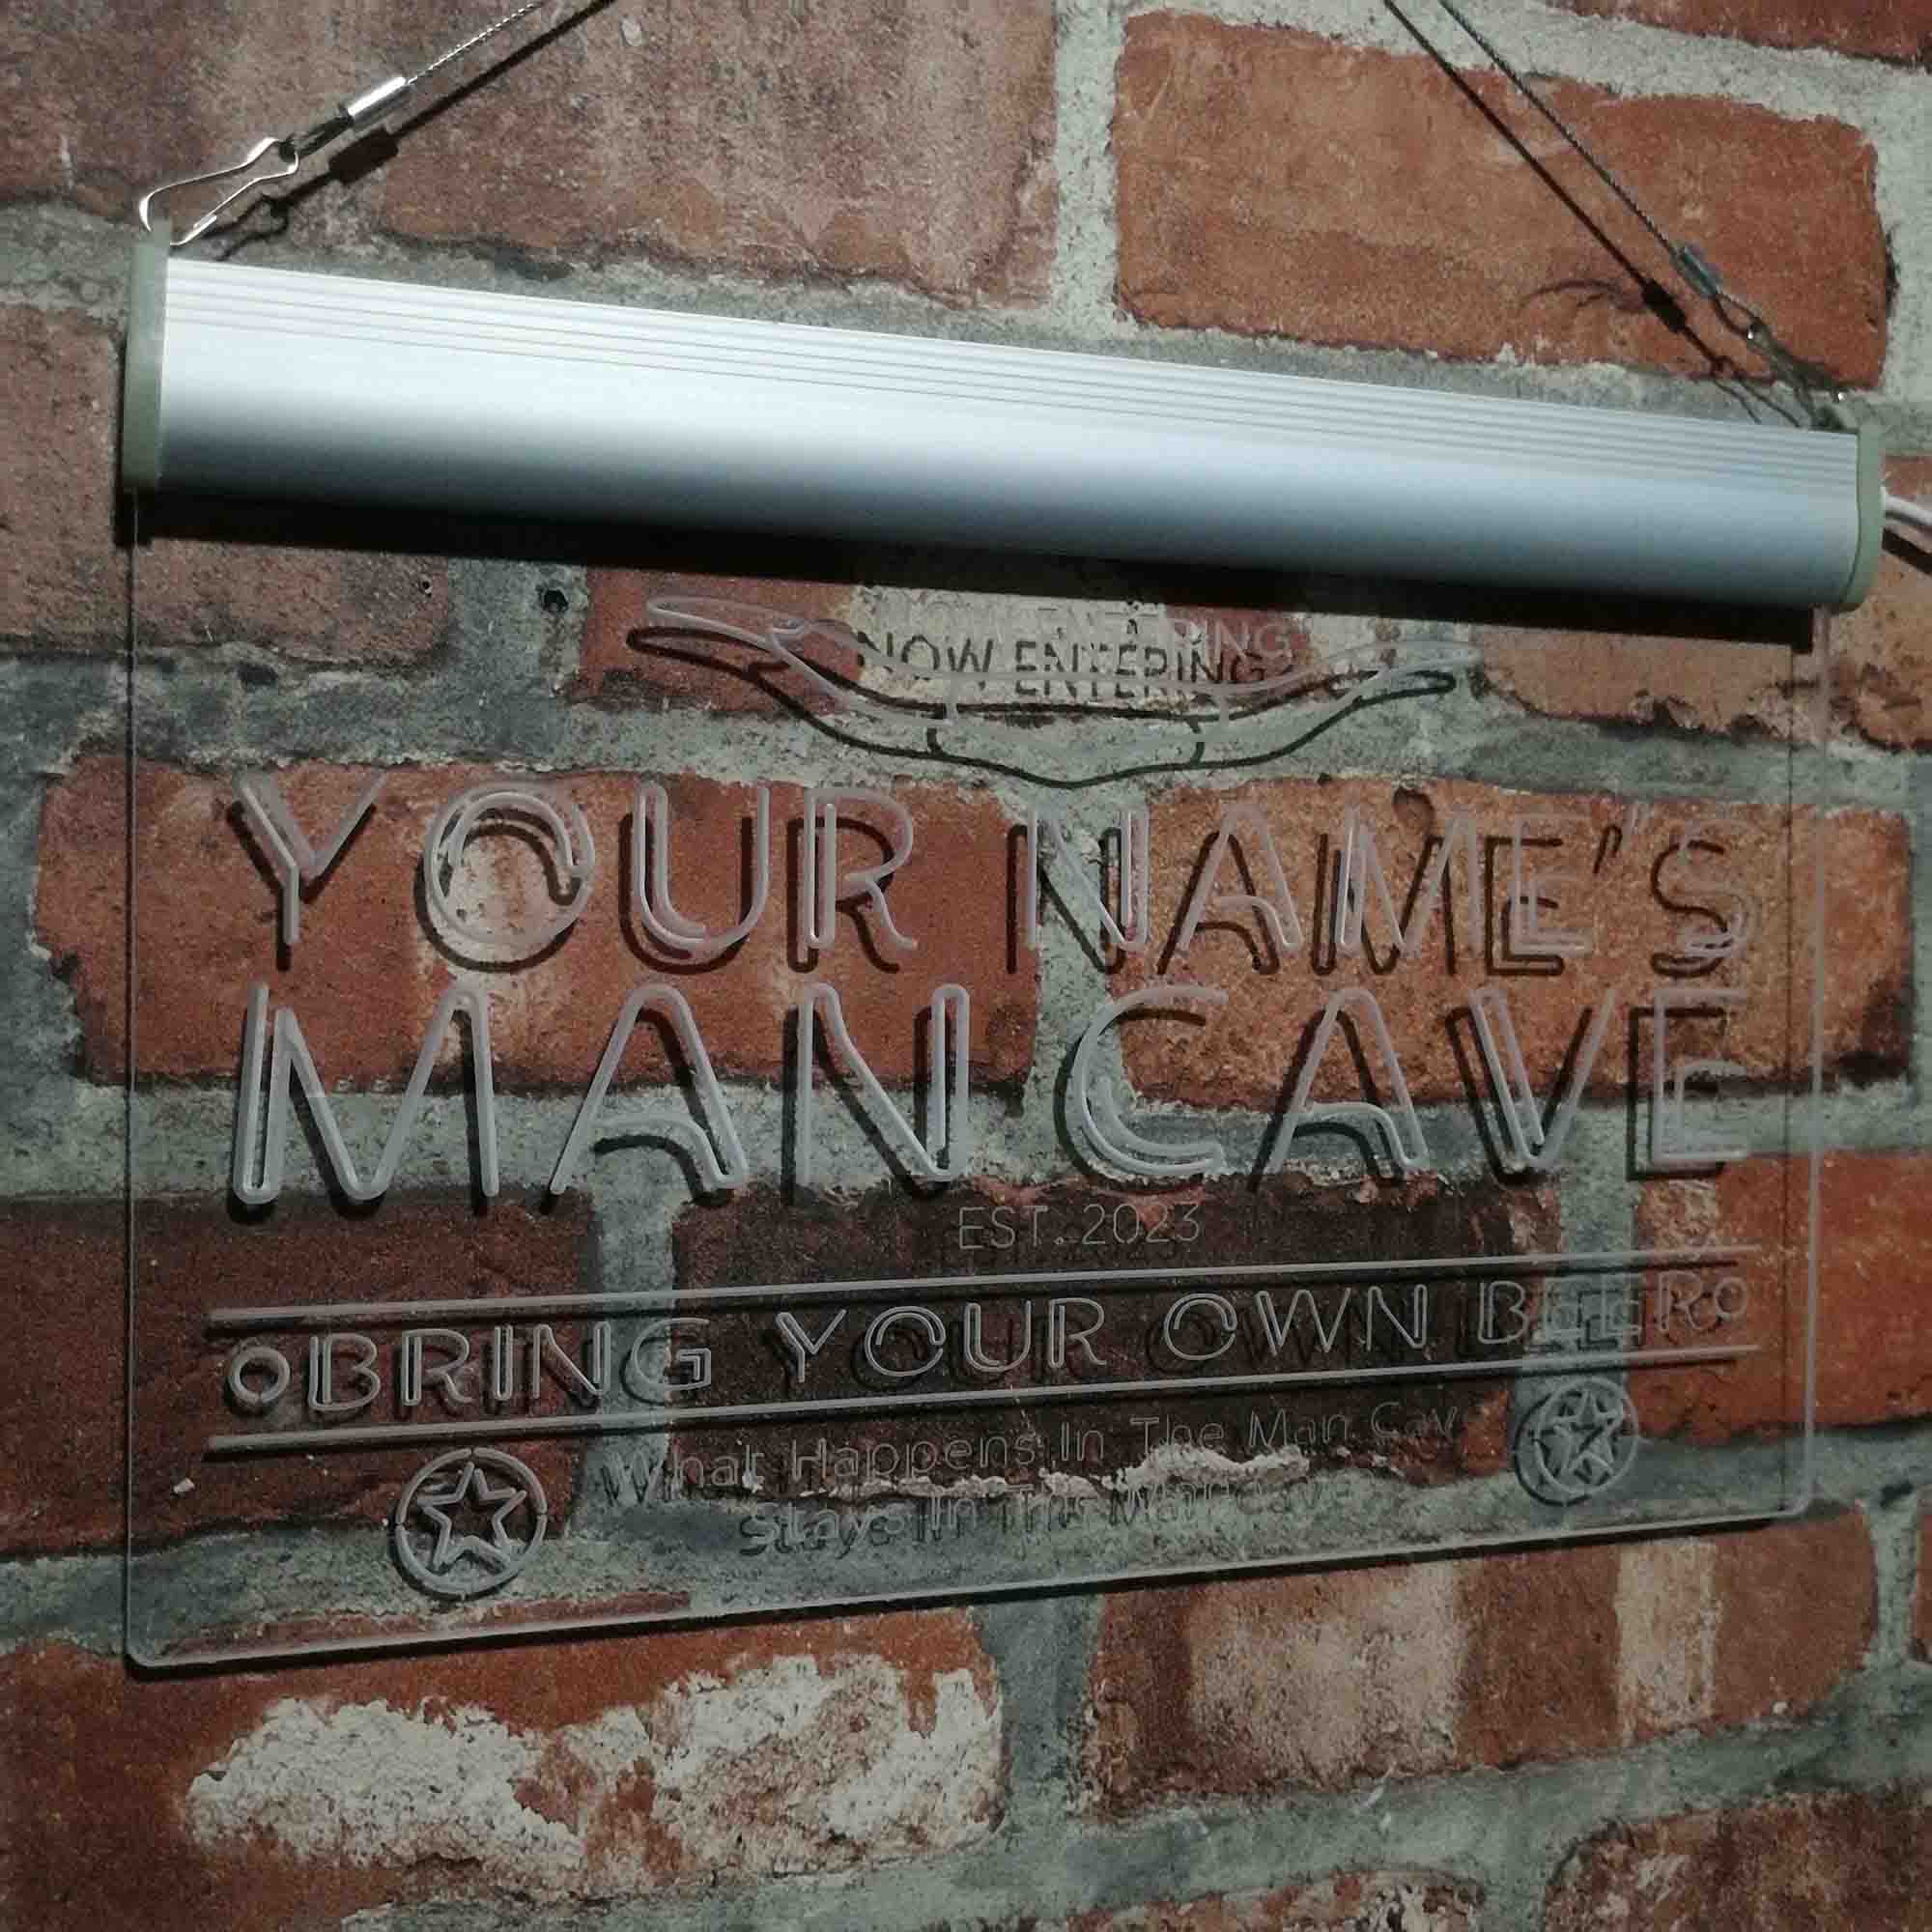 NOW ENTERING
YOUR NAME'S
MAN CAVE
EST. 2023
BRING YOUR OWN BEER
What Happens In The Man Cave
Stays In The Man Cave